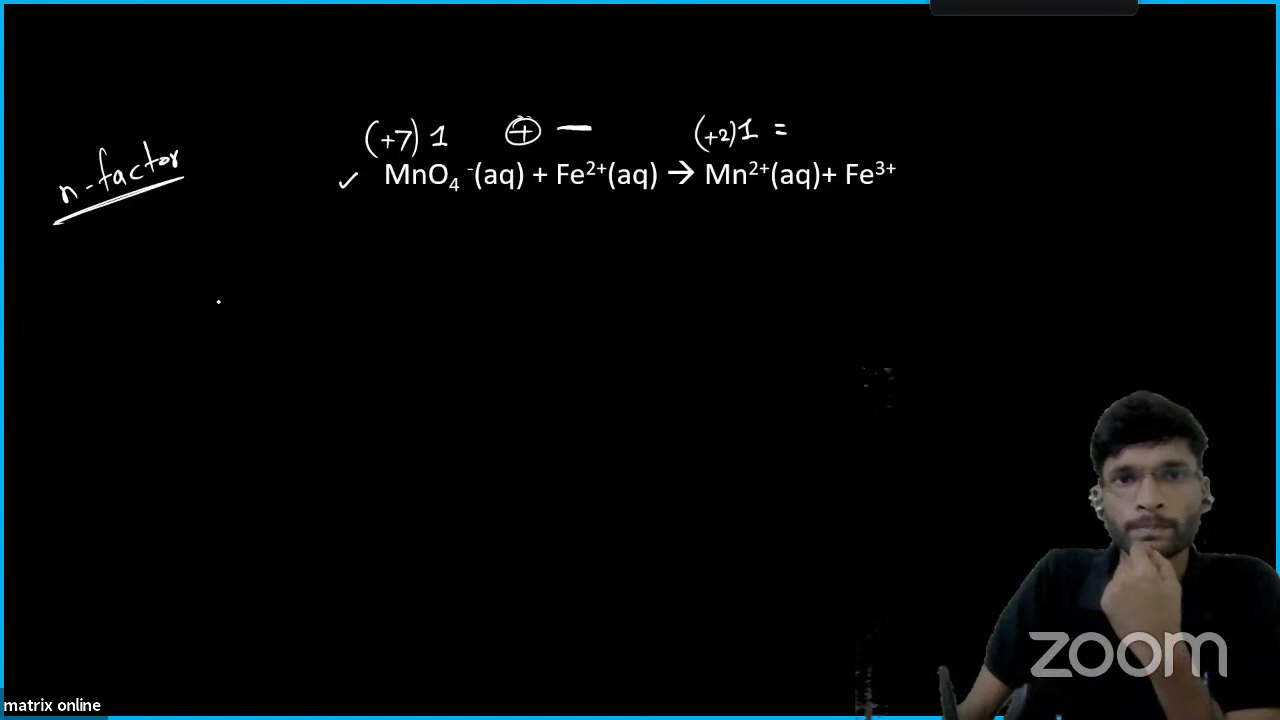 n-factor
(+7) 1 ⊕ — (+2) 1 =
✓ MnO₄ ⁻(aq) + Fe²⁺(aq) → Mn²⁺(aq)+ Fe³⁺
zoom
matrix online